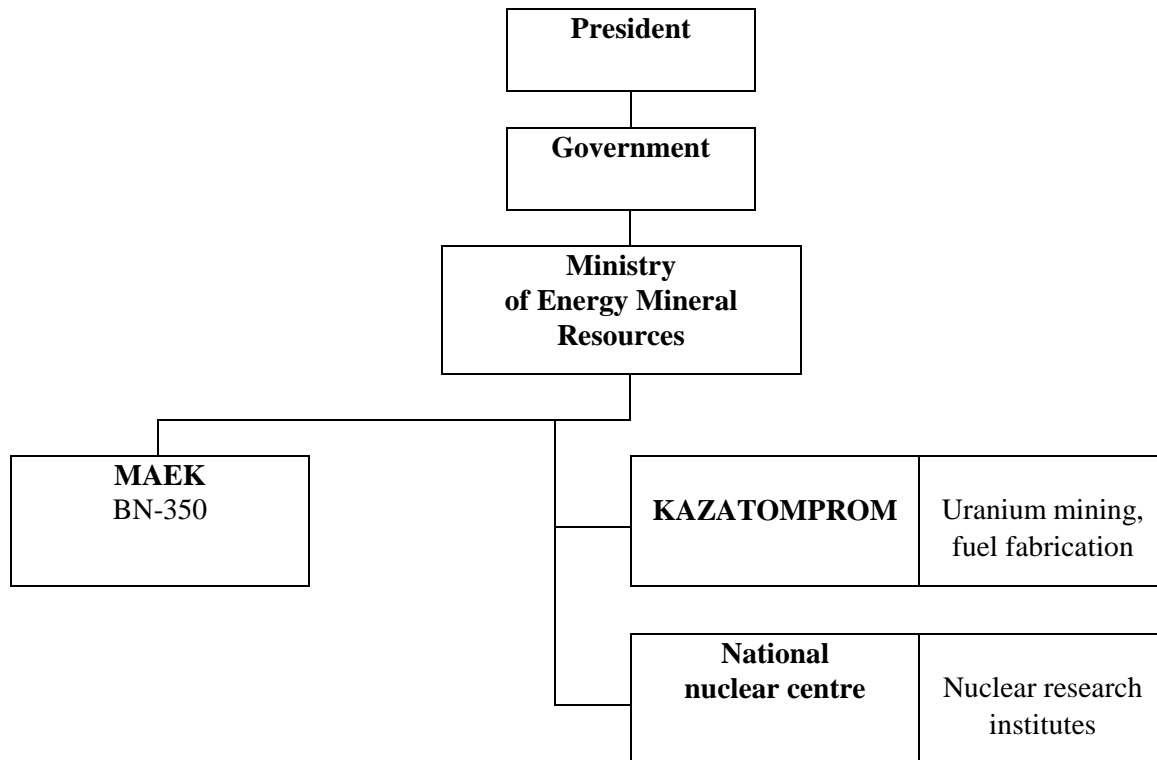 President
Government
Ministry
of Energy Mineral
Resources
MAEK
BN-350
KAZATOMPROM
Uranium mining,
fuel fabrication
National
nuclear centre
Nuclear research
institutes